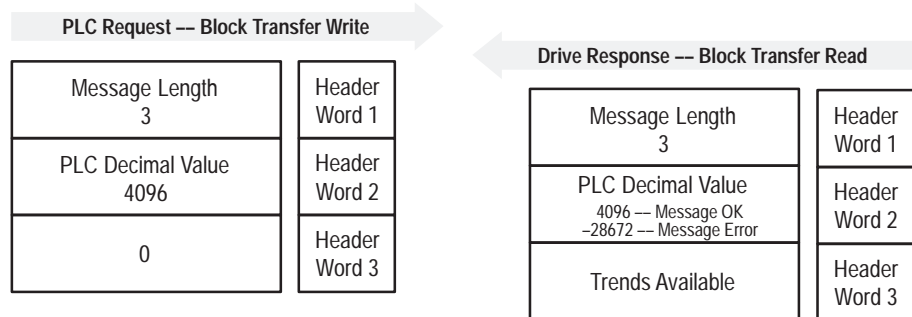 PLC Request –– Block Transfer Write
Message Length
3
Header
Word 1
PLC Decimal Value
4096
Header
Word 2
0
Header
Word 3
Drive Response –– Block Transfer Read
Message Length
3
Header
Word 1
PLC Decimal Value
4096 –– Message OK
–28672 –– Message Error
Header
Word 2
Trends Available
Header
Word 3